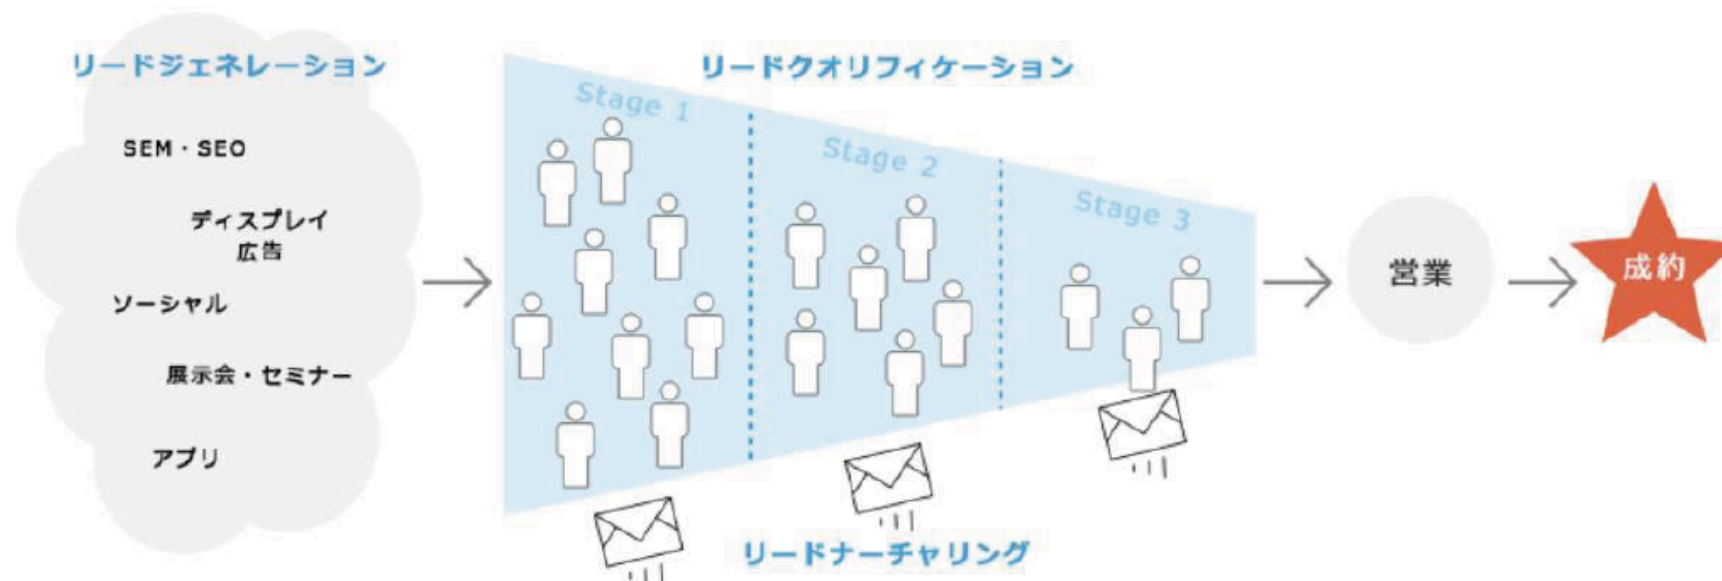 リードジェネレーション
SEM・SEO
ディスプレイ
広告
ソーシャル
展示会・セミナー
アプリ
リードクオリフィケーション
Stage 1
Stage 2
Stage 3
リードナーチャリング
営業
成約